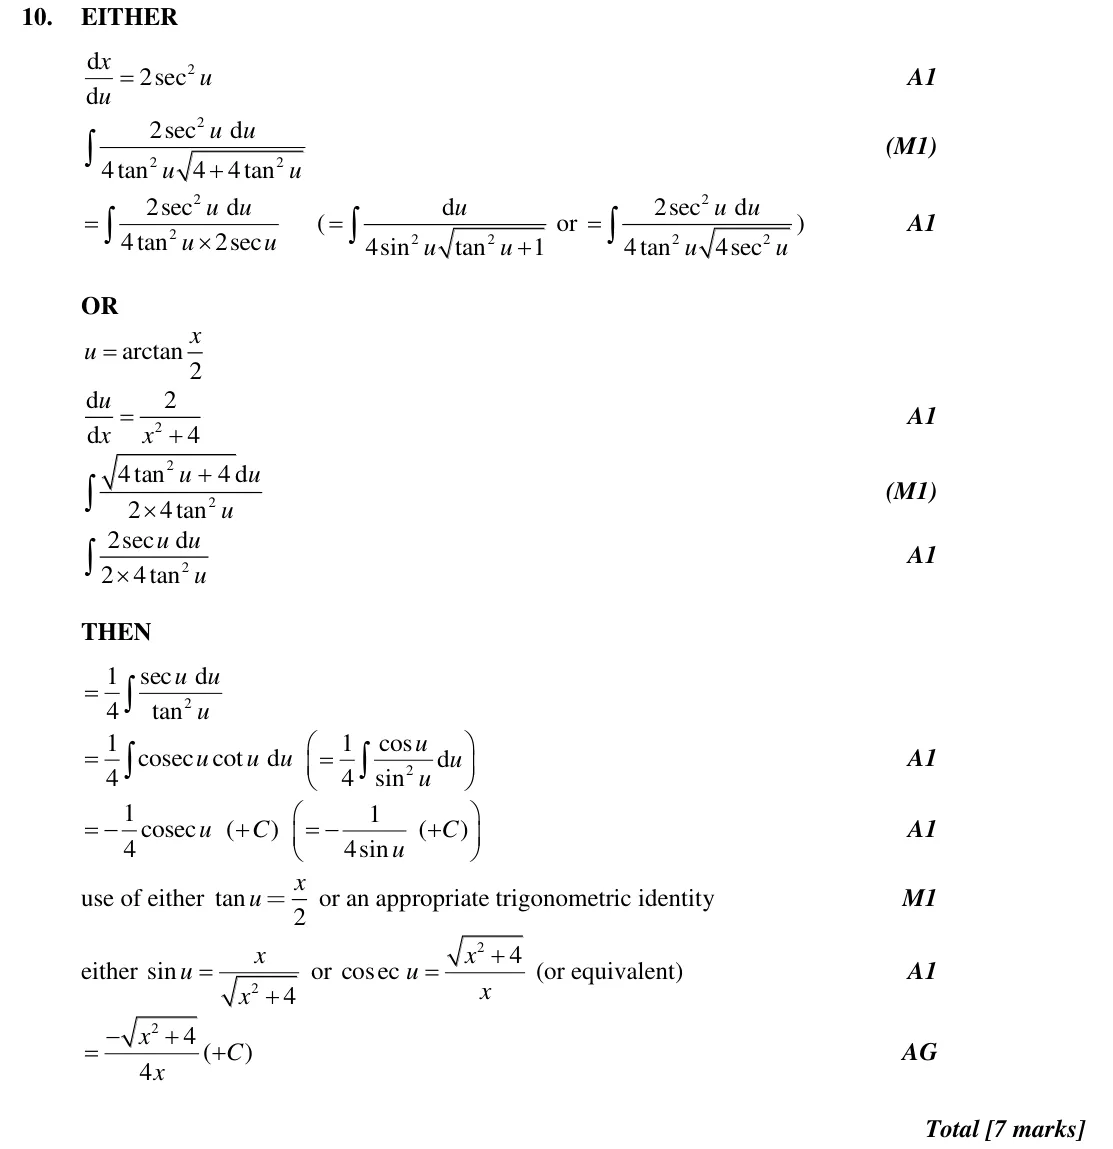 10. EITHER
dx/du = 2sec² u A1
∫ 2sec² u du / (4tan² u√(4+4tan² u)) (M1)
= ∫ 2sec² u du / (4tan² u × 2sec u) (= ∫ du / (4sin² u√(tan² u+1)) or = ∫ 2sec² u du / (4tan² u√(4sec² u))) A1
OR
u = arctan x/2
du/dx = 2/(x² + 4) A1
∫ √(4tan² u + 4) du / (2×4tan² u) (M1)
∫ 2sec u du / (2×4tan² u) A1
THEN
= 1/4 ∫ sec u du / tan² u
= 1/4 ∫ cosec u cot u du (= 1/4 ∫ cos u / sin² u du) A1
= −1/4 cosec u (+C) (= −1/(4sin u) (+C)) A1
use of either tan u = x/2 or an appropriate trigonometric identity M1
either sin u = x/√(x² + 4) or cosec u = √(x² + 4)/x (or equivalent) A1
= −√(x² + 4)/4x (+C) AG
Total [7 marks]